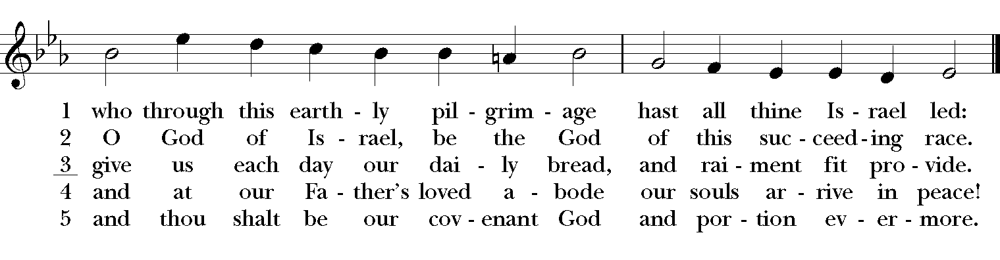 1 who through this earth - ly pil - grim - age hast all thine Is - rael led:
2 O God of Is - rael, be the God of this suc - ceed - ing race.
3 give us each day our dai - ly bread, and rai - ment fit pro - vide.
4 and at our Fa - ther’s loved a - bode our souls ar - rive in peace!
5 and thou shalt be our cov - enant God and por - tion ev - er - more.